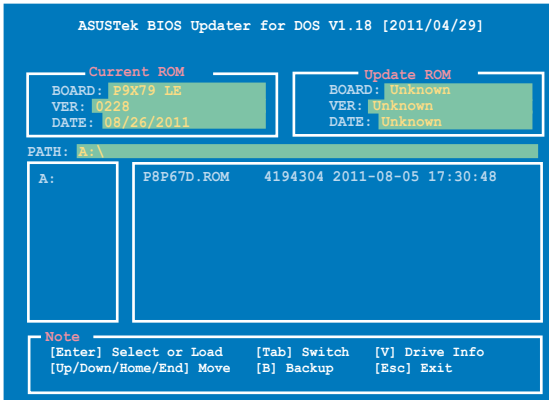 ASUSTek BIOS Updater for DOS V1.18 [2011/04/29]
Current ROM
BOARD: P9X79 LE
VER: 0228
DATE: 08/26/2011
Update ROM
BOARD: Unknown
VER: Unknown
DATE: Unknown
PATH: A:\
A:
P8P67D.ROM 4194304 2011-08-05 17:30:48
Note
[Enter] Select or Load [Tab] Switch [V] Drive Info
[Up/Down/Home/End] Move [B] Backup [Esc] Exit